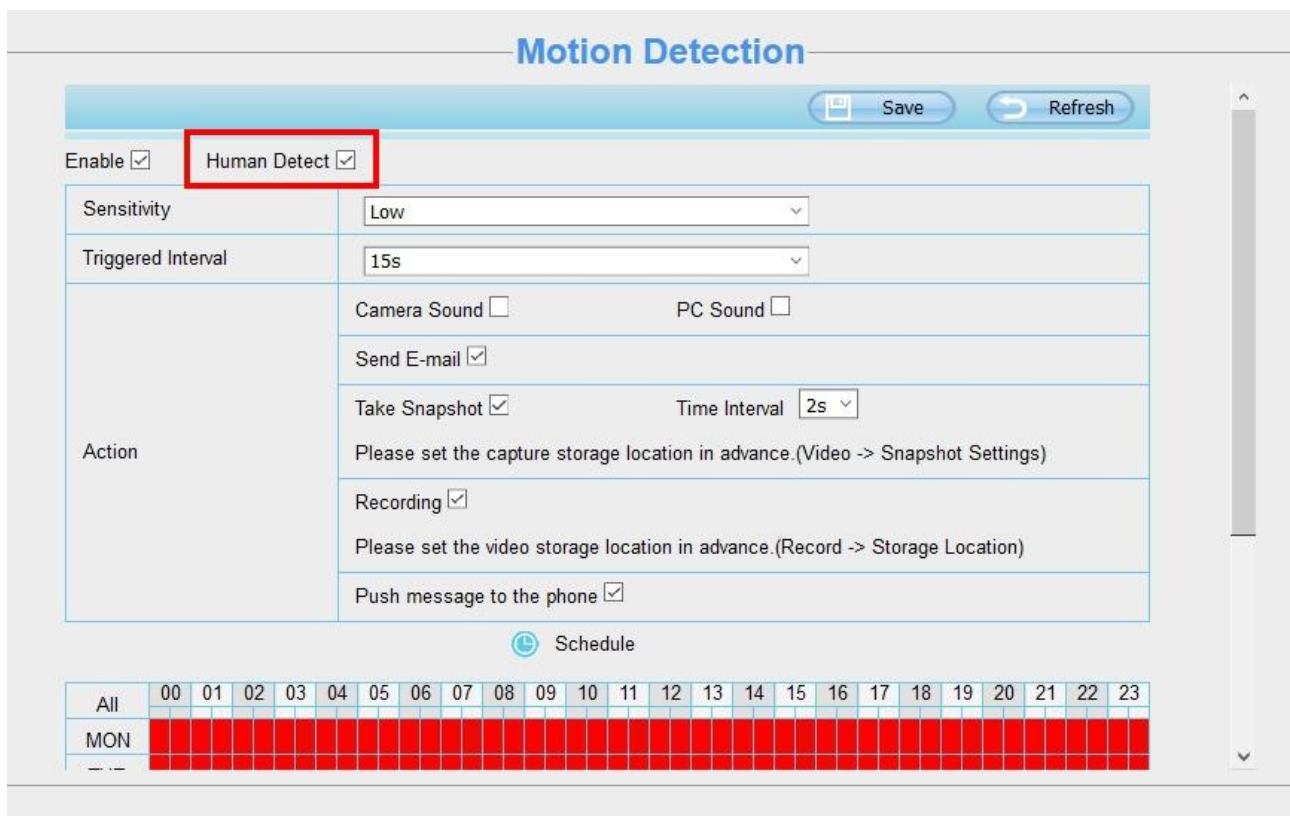 Motion Detection
Save Refresh
Enable Human Detect
Sensitivity Low
Triggered Interval 15s
Camera Sound PC Sound
Send E-mail
Take Snapshot Time Interval 2s
Action
Please set the capture storage location in advance.(Video -> Snapshot Settings)
Recording
Please set the video storage location in advance.(Record -> Storage Location)
Push message to the phone
Schedule
All 00 01 02 03 04 05 06 07 08 09 10 11 12 13 14 15 16 17 18 19 20 21 22 23
MON